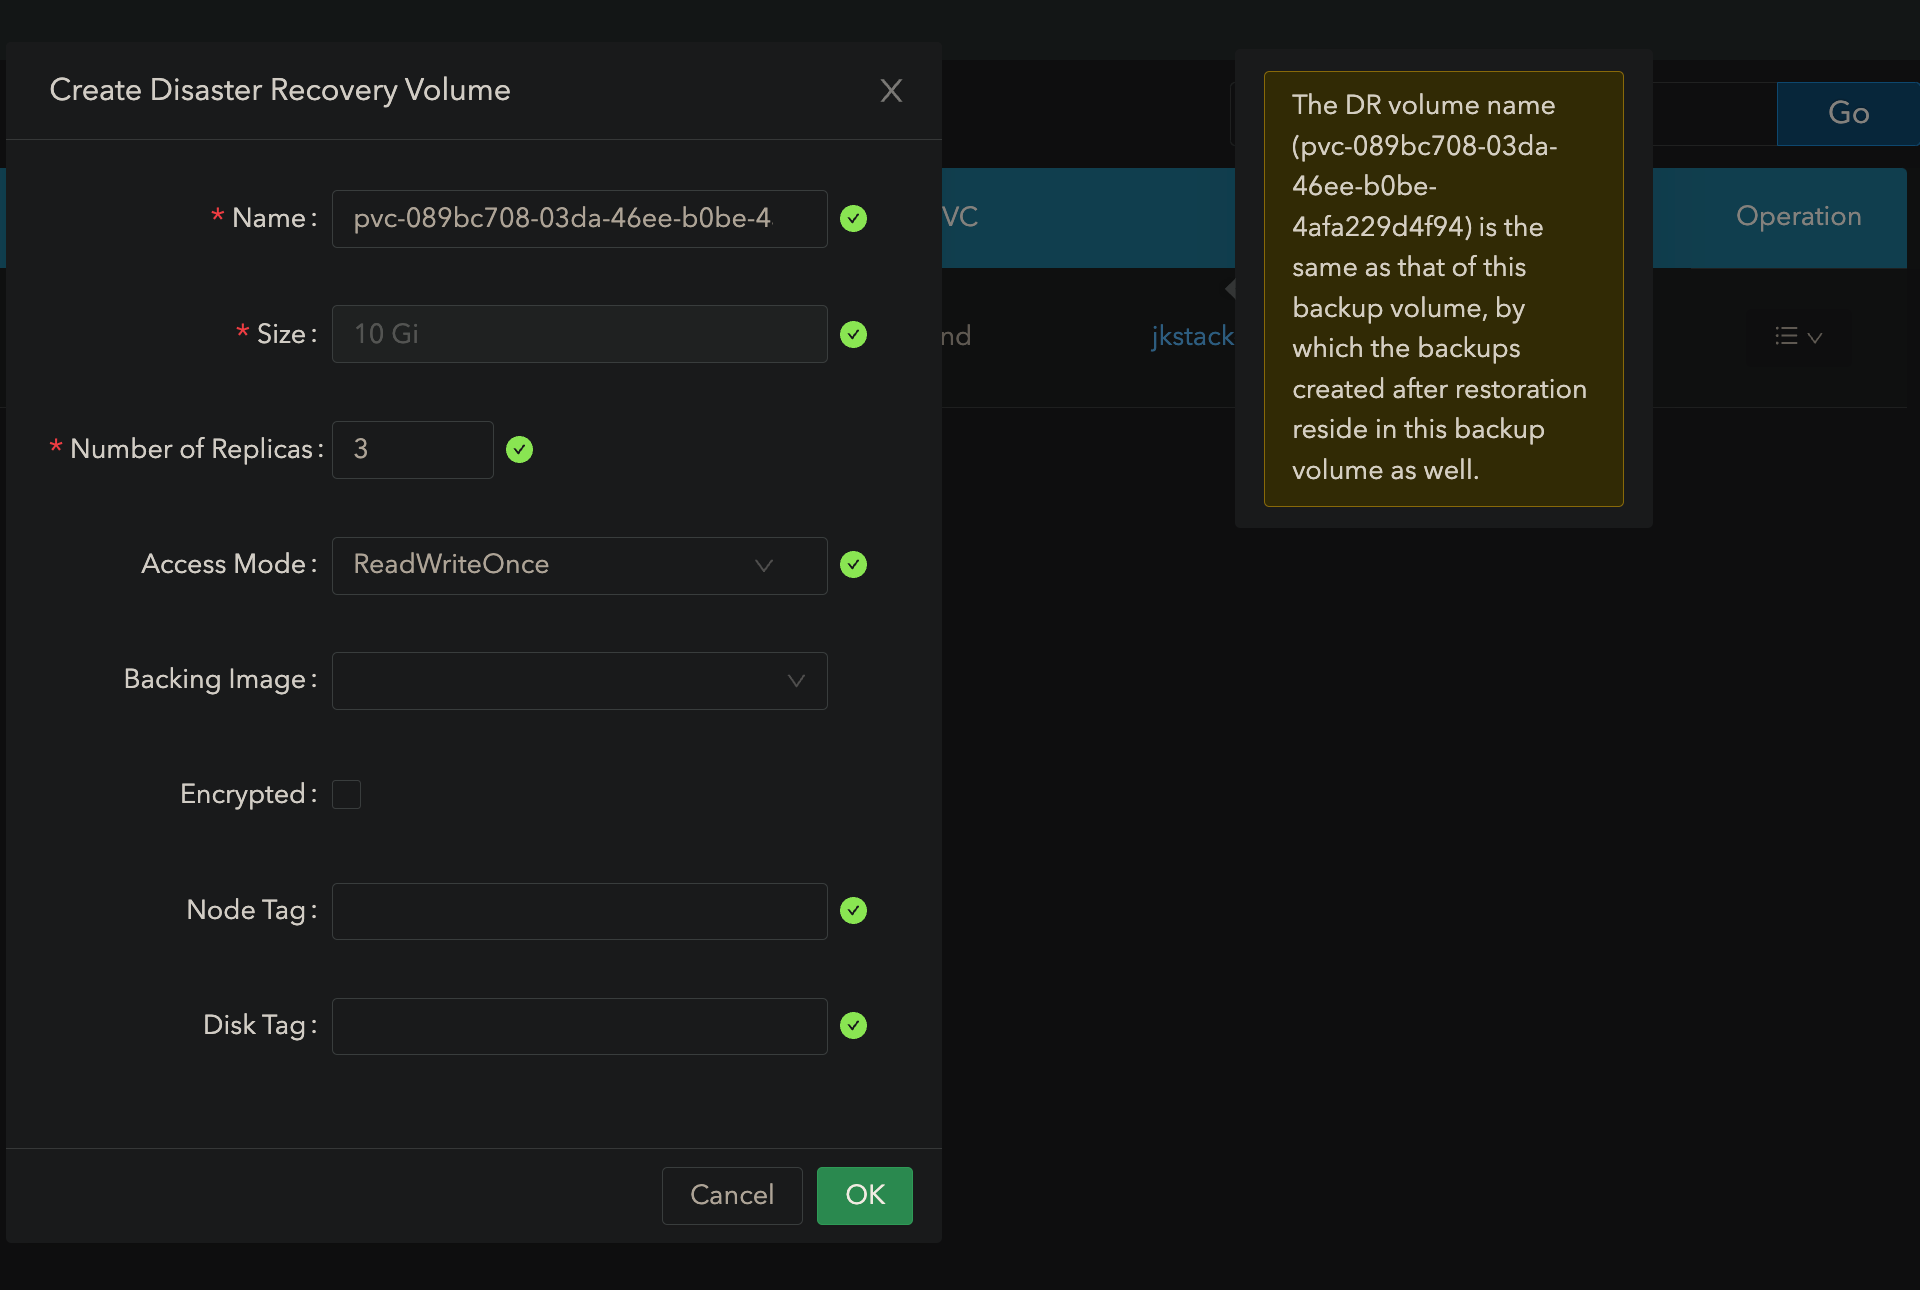 Create Disaster Recovery Volume
* Name: pvc-089bc708-03da-46ee-b0be-4
* Size: 10 Gi
* Number of Replicas: 3
Access Mode: ReadWriteOnce
Backing Image:
Encrypted:
Node Tag:
Disk Tag:
Cancel OK
The DR volume name
(pvc-089bc708-03da-
46ee-b0be-
4afa229d4f94) is the
same as that of this
backup volume, by
which the backups
created after restoration
reside in this backup
volume as well.
Go
VC
Operation
nd
jkstack